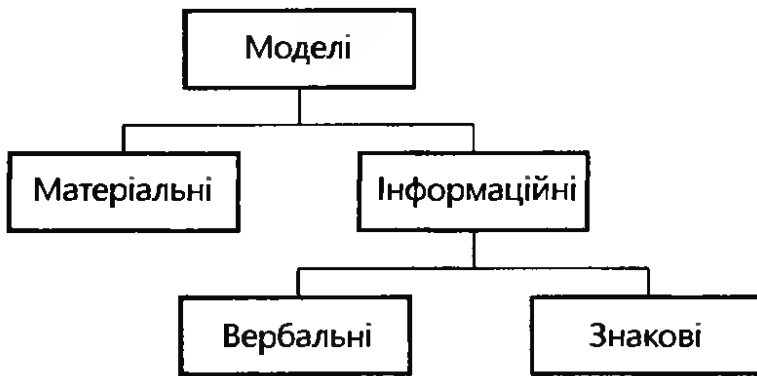 Моделі
Матеріальні
Інформаційні
Вербальні
Знакові